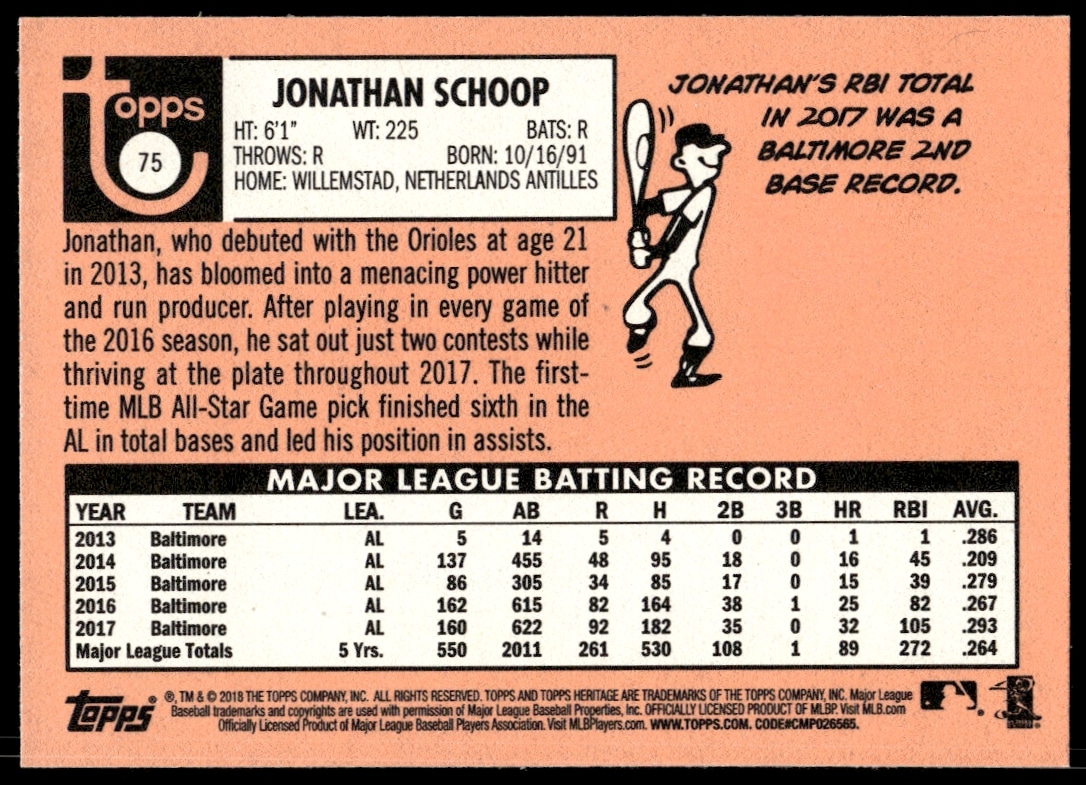 topps
75
JONATHAN SCHOOP
HT: 6'1" WT: 225 BATS: R
THROWS: R BORN: 10/16/91
HOME: WILLEMSTAD, NETHERLANDS ANTILLES
JONATHAN'S RBI TOTAL
IN 2017 WAS A
BALTIMORE 2ND
BASE RECORD.
Jonathan, who debuted with the Orioles at age 21
in 2013, has bloomed into a menacing power hitter
and run producer. After playing in every game of
the 2016 season, he sat out just two contests while
thriving at the plate throughout 2017. The first-
time MLB All-Star Game pick finished sixth in the
AL in total bases and led his position in assists.
MAJOR LEAGUE BATTING RECORD
YEAR TEAM LEA. G AB R H 2B 3B HR RBI AVG.
2013 Baltimore AL 5 14 5 4 0 0 1 1 .286
2014 Baltimore AL 137 455 48 95 18 0 16 45 .209
2015 Baltimore AL 86 305 34 85 17 0 15 39 .279
2016 Baltimore AL 162 615 82 164 38 1 25 82 .267
2017 Baltimore AL 160 622 92 182 35 0 32 105 .293
Major League Totals 5 Yrs. 550 2011 261 530 108 1 89 272 .264
topps
®, TM & © 2018 THE TOPPS COMPANY, INC. ALL RIGHTS RESERVED. TOPPS AND TOPPS HERITAGE ARE TRADEMARKS OF THE TOPPS COMPANY, INC. Major League
Baseball trademarks and copyrights are used with permission of Major League Baseball Properties, Inc. OFFICIALLY LICENSED PRODUCT OF MLBP. Visit MLB.com
Officially Licensed Product of Major League Baseball Players Association. Visit MLBPlayers.com. WWW.TOPPS.COM. CODE#CMP026565.